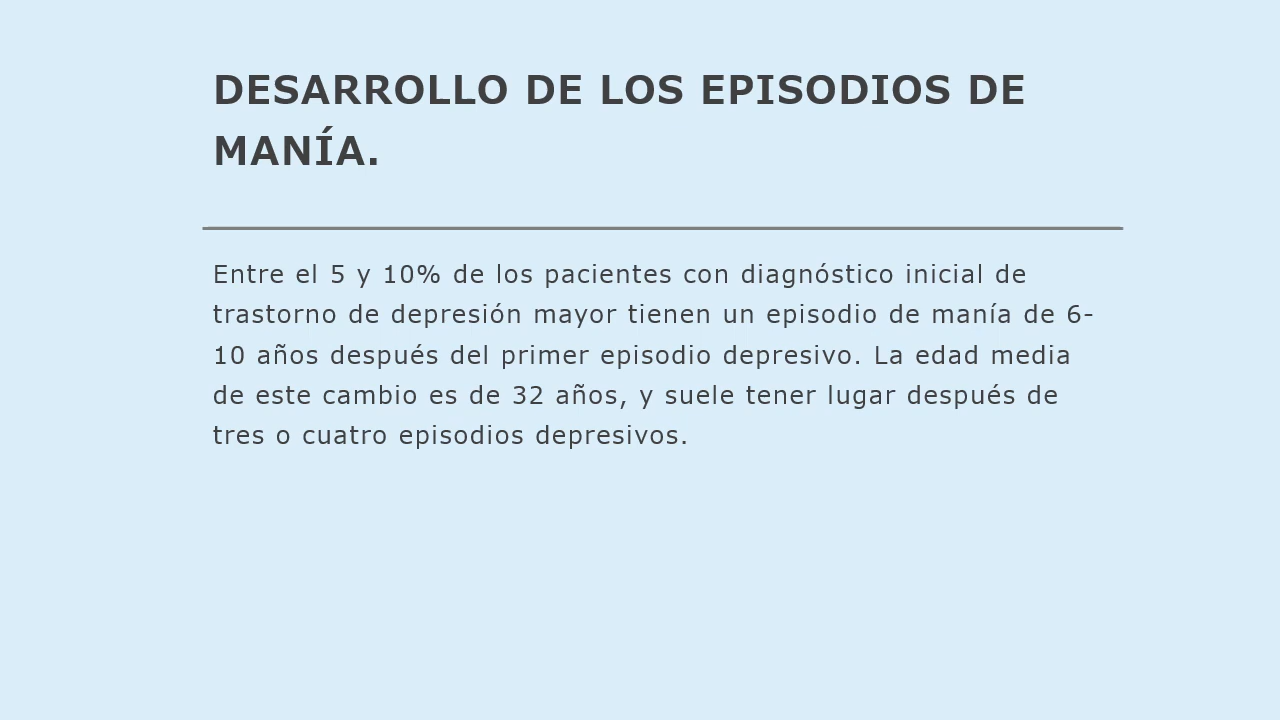 DESARROLLO DE LOS EPISODIOS DE
MANÍA.
Entre el 5 y 10% de los pacientes con diagnóstico inicial de
trastorno de depresión mayor tienen un episodio de manía de 6-
10 años después del primer episodio depresivo. La edad media
de este cambio es de 32 años, y suele tener lugar después de
tres o cuatro episodios depresivos.